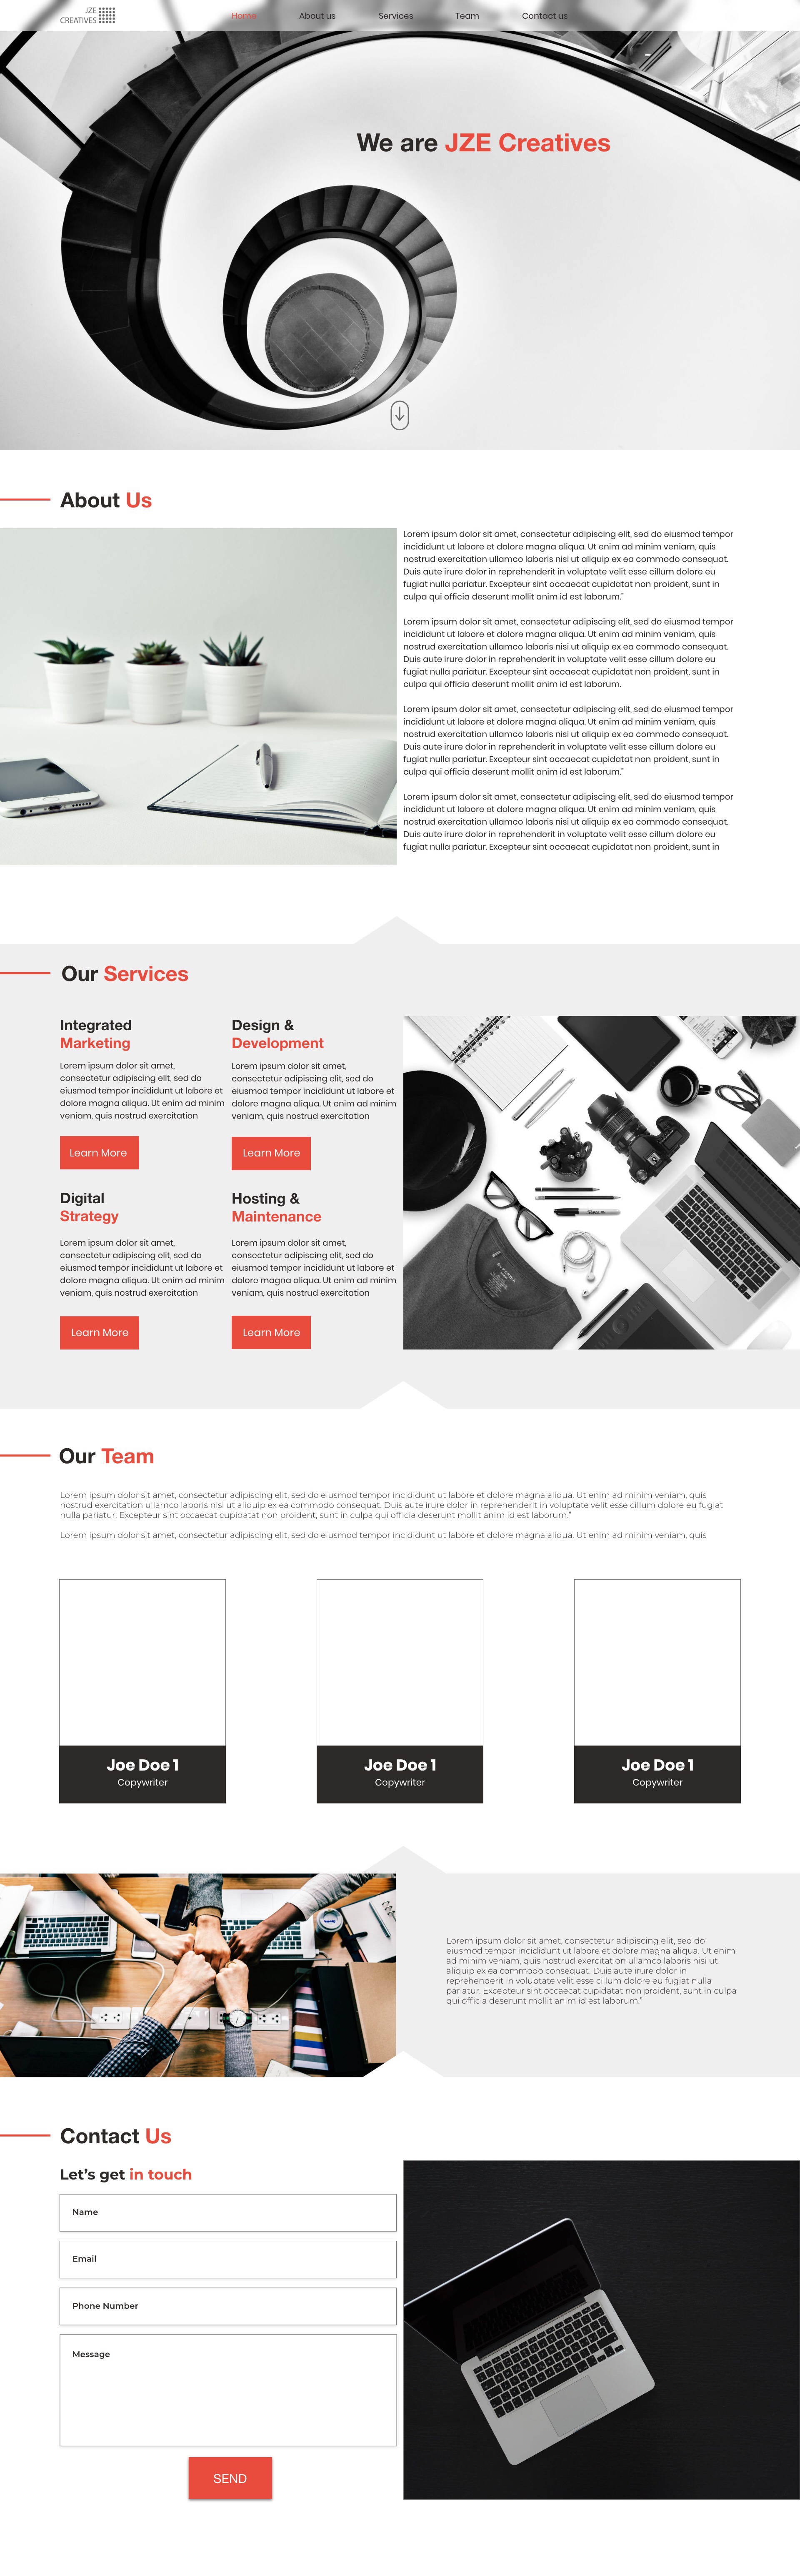 JZE
CREATIVES
Home
About us
Services
Team
Contact us
We are JZE Creatives
About Us
Lorem ipsum dolor sit amet, consectetur adipiscing elit, sed do eiusmod tempor
incididunt ut labore et dolore magna aliqua. Ut enim ad minim veniam, quis
nostrud exercitation ullamco laboris nisi ut aliquip ex ea commodo consequat.
Duis aute irure dolor in reprehenderit in voluptate velit esse cillum dolore eu
fugiat nulla pariatur. Excepteur sint occaecat cupidatat non proident, sunt in
culpa qui officia deserunt mollit anim id est laborum."
Lorem ipsum dolor sit amet, consectetur adipiscing elit, sed do eiusmod tempor
incididunt ut labore et dolore magna aliqua. Ut enim ad minim veniam, quis
nostrud exercitation ullamco laboris nisi ut aliquip ex ea commodo consequat.
Duis aute irure dolor in reprehenderit in voluptate velit esse cillum dolore eu
fugiat nulla pariatur. Excepteur sint occaecat cupidatat non proident, sunt in
culpa qui officia deserunt mollit anim id est laborum.
Lorem ipsum dolor sit amet, consectetur adipiscing elit, sed do eiusmod tempor
incididunt ut labore et dolore magna aliqua. Ut enim ad minim veniam, quis
nostrud exercitation ullamco laboris nisi ut aliquip ex ea commodo consequat.
Duis aute irure dolor in reprehenderit in voluptate velit esse cillum dolore eu
fugiat nulla pariatur. Excepteur sint occaecat cupidatat non proident, sunt in
culpa qui officia deserunt mollit anim id est laborum."
Lorem ipsum dolor sit amet, consectetur adipiscing elit, sed do eiusmod tempor
incididunt ut labore et dolore magna aliqua. Ut enim ad minim veniam, quis
nostrud exercitation ullamco laboris nisi ut aliquip ex ea commodo consequat.
Duis aute irure dolor in reprehenderit in voluptate velit esse cillum dolore eu
fugiat nulla pariatur. Excepteur sint occaecat cupidatat non proident, sunt in
Our Services
Integrated
Marketing
Lorem ipsum dolor sit amet,
consectetur adipiscing elit, sed do
eiusmod tempor incididunt ut labore et
dolore magna aliqua. Ut enim ad minim
veniam, quis nostrud exercitation
Learn More
Design &
Development
Lorem ipsum dolor sit amet,
consectetur adipiscing elit, sed do
eiusmod tempor incididunt ut labore et
dolore magna aliqua. Ut enim ad minim
veniam, quis nostrud exercitation
Learn More
Digital
Strategy
Lorem ipsum dolor sit amet,
consectetur adipiscing elit, sed do
eiusmod tempor incididunt ut labore et
dolore magna aliqua. Ut enim ad minim
veniam, quis nostrud exercitation
Learn More
Hosting &
Maintenance
Lorem ipsum dolor sit amet,
consectetur adipiscing elit, sed do
eiusmod tempor incididunt ut labore et
dolore magna aliqua. Ut enim ad minim
veniam, quis nostrud exercitation
Learn More
Our Team
Lorem ipsum dolor sit amet, consectetur adipiscing elit, sed do eiusmod tempor incididunt ut labore et dolore magna aliqua. Ut enim ad minim veniam, quis
nostrud exercitation ullamco laboris nisi ut aliquip ex ea commodo consequat. Duis aute irure dolor in reprehenderit in voluptate velit esse cillum dolore eu fugiat
nulla pariatur. Excepteur sint occaecat cupidatat non proident, sunt in culpa qui officia deserunt mollit anim id est laborum."
Lorem ipsum dolor sit amet, consectetur adipiscing elit, sed do eiusmod tempor incididunt ut labore et dolore magna aliqua. Ut enim ad minim veniam, quis
Joe Doe 1
Copywriter
Joe Doe 1
Copywriter
Joe Doe 1
Copywriter
Lorem ipsum dolor sit amet, consectetur adipiscing elit, sed do
eiusmod tempor incididunt ut labore et dolore magna aliqua. Ut enim
ad minim veniam, quis nostrud exercitation ullamco laboris nisi ut
aliquip ex ea commodo consequat. Duis aute irure dolor in
reprehenderit in voluptate velit esse cillum dolore eu fugiat nulla
pariatur. Excepteur sint occaecat cupidatat non proident, sunt in culpa
qui officia deserunt mollit anim id est laborum."
Contact Us
Let's get in touch
Name
Email
Phone Number
Message
SEND